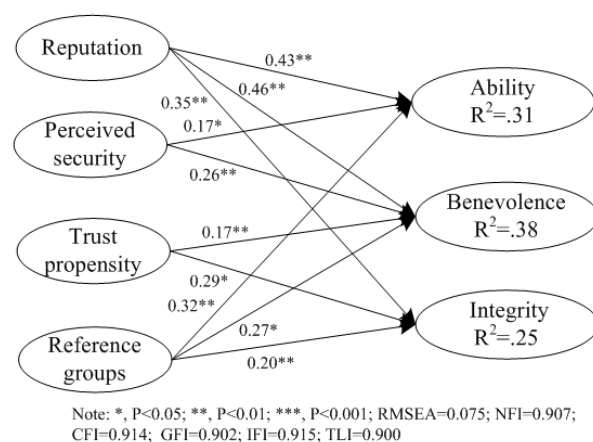 Reputation
0.43**
0.46**
Ability
R²=.31
0.35**
Perceived
security
0.17*
0.26**
Benevolence
R²=.38
Trust
propensity
0.17**
0.29*
0.32**
Integrity
R²=.25
Reference
groups
0.27*
0.20**
Note: *, P<0.05; **, P<0.01; ***, P<0.001; RMSEA=0.075; NFI=0.907;
CFI=0.914; GFI=0.902; IFI=0.915; TLI=0.900